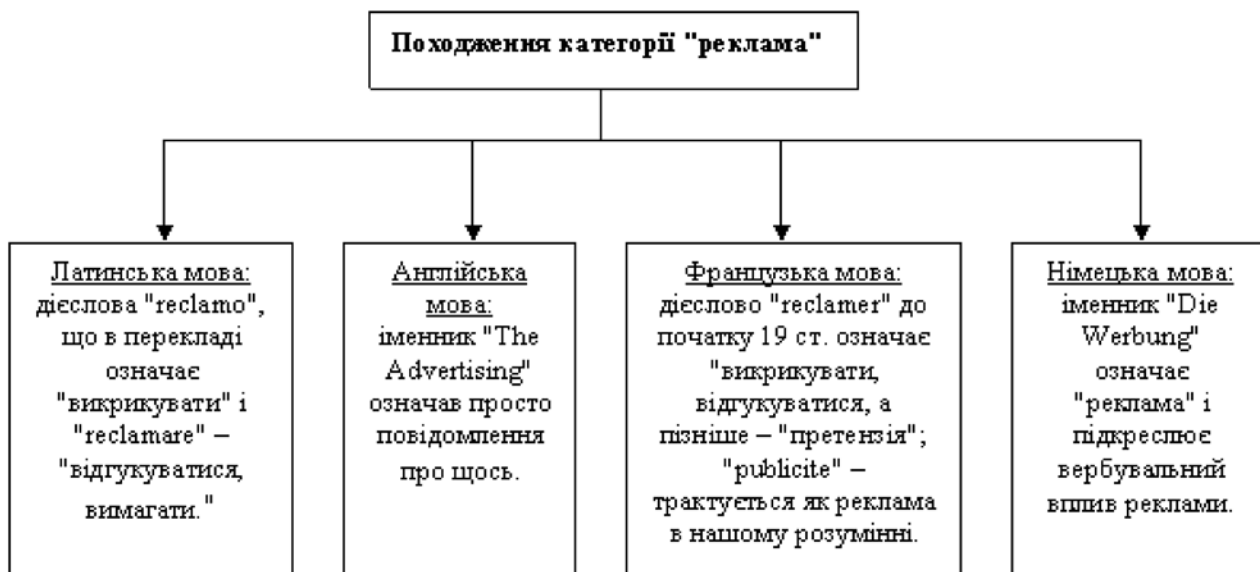 Походження категорії "реклама"
Латинська мова:
дієслова "reclamo",
що в перекладі
означає
"викрикувати" і
"reclamare" –
"відгукуватися,
вимагати."
Англійська
мова:
іменник "The
Advertising"
означав просто
повідомлення
про щось.
Французька мова:
дієслово "reclamer" до
початку 19 ст. означає
"викрикувати,
відгукуватися, а
пізніше – "претензія";
"publicite" –
трактується як реклама
в нашому розумінні.
Німецька мова:
іменник "Die
Werbung"
означає
"реклама" і
підкреслює
вербувальний
вплив реклами.